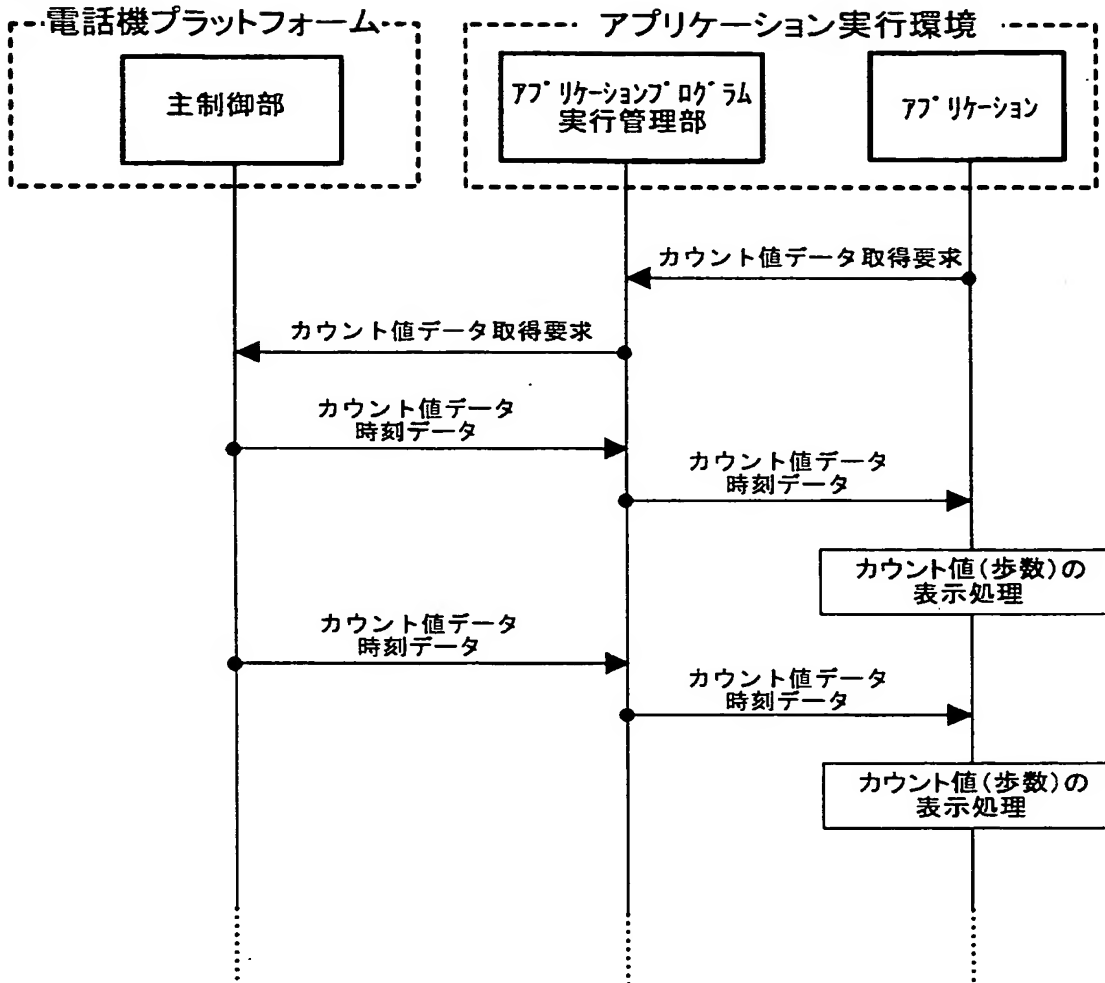 電話機プラットフォーム
アプリケーション実行環境
主制御部
アプリケーションプログラム
実行管理部
アプリケーション
カウント値データ取得要求
カウント値データ取得要求
カウント値データ
時刻データ
カウント値データ
時刻データ
カウント値(歩数)の
表示処理
カウント値データ
時刻データ
カウント値データ
時刻データ
カウント値(歩数)の
表示処理